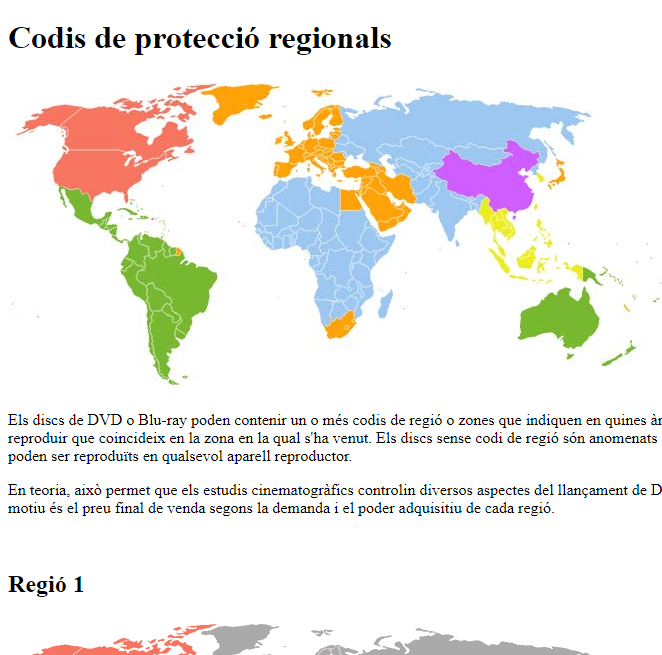 Codis de protecció regionals
Els discs de DVD o Blu-ray poden contenir un o més codis de regió o zones que indiquen en quines
reproduir que coincideix en la zona en la qual s'ha venut. Els discs sense codi de regió són anomenats
poden ser reproduïts en qualsevol aparell reproductor.
En teoria, això permet que els estudis cinematogràfics controlin diversos aspectes del llançament de
motiu és el preu final de venda segons la demanda i el poder adquisitiu de cada regió.
Regió 1